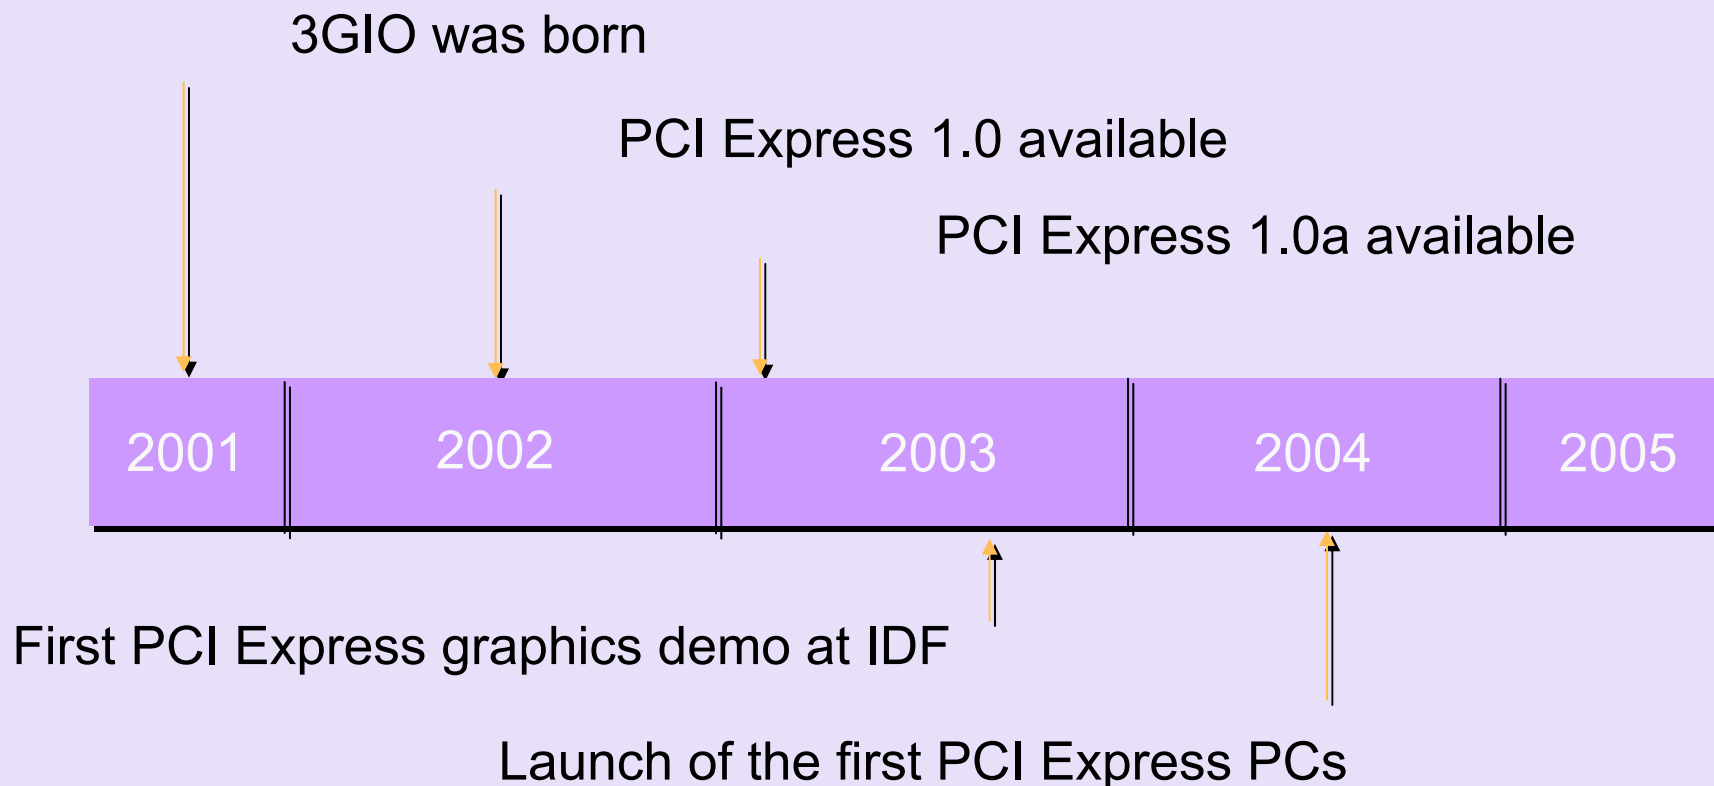 3GIO was born
PCI Express 1.0 available
PCI Express 1.0a available
2001 2002 2003 2004 2005
First PCI Express graphics demo at IDF
Launch of the first PCI Express PCs